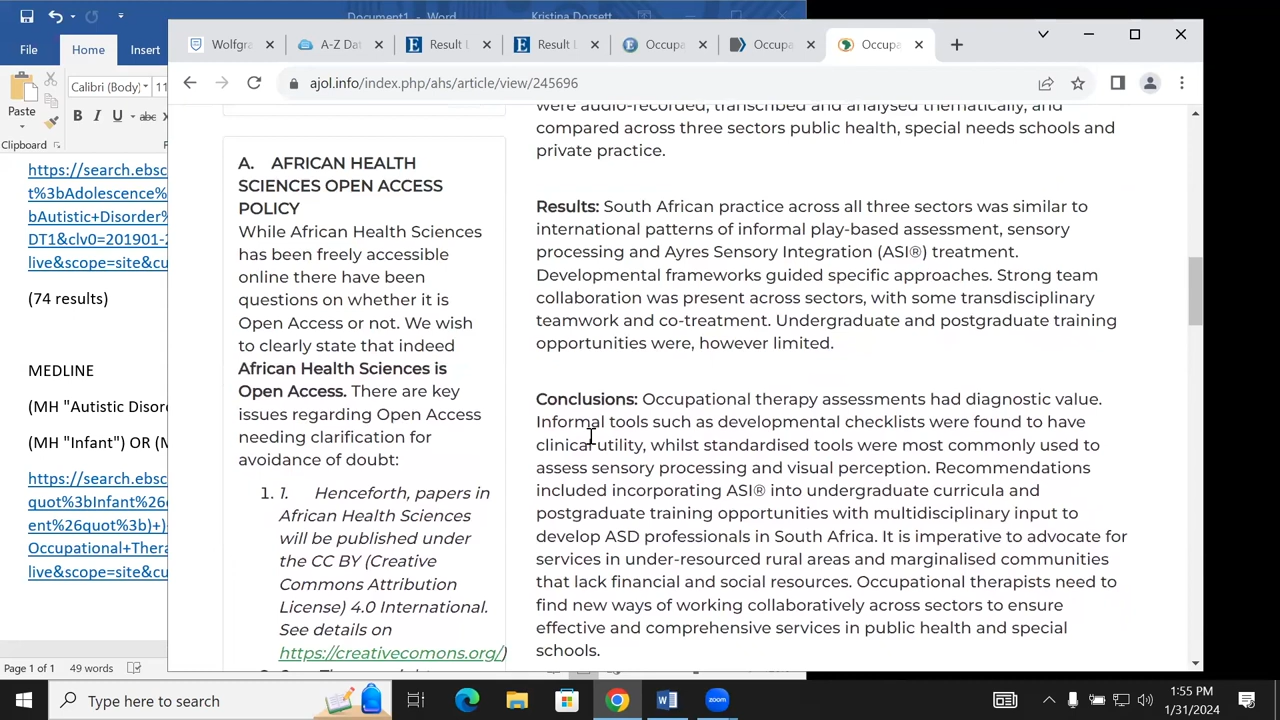 Document1 - Word
Kristina Dorsett
File
Home
Insert
Paste
Calibri (Body)
11
B I U abc
Clipboard
Wolfgra
A-Z Dat
Result L
Result L
Occupa
Occupa
Occupa
ajol.info/index.php/ahs/article/view/245696
https://search.ebsc
t%3bAdolescence%
bAutistic+Disorder%
DT1&clv0=201901-2
live&scope=site&cu
(74 results)
MEDLINE
(MH "Autistic Disor
(MH "Infant") OR (M
https://search.ebsc
quot%3bInfant%26
ent%26quot%3b)+)
Occupational+Thera
live&scope=site&cu
A. AFRICAN HEALTH
SCIENCES OPEN ACCESS
POLICY
While African Health Sciences
has been freely accessible
online there have been
questions on whether it is
Open Access or not. We wish
to clearly state that indeed
African Health Sciences is
Open Access. There are key
issues regarding Open Access
needing clarification for
avoidance of doubt:
1. 1. Henceforth, papers in
African Health Sciences
will be published under
the CC BY (Creative
Commons Attribution
License) 4.0 International.
See details on
https://creativecomons.org/)
were audio-recorded, transcribed and analysed thematically, and
compared across three sectors public health, special needs schools and
private practice.
Results: South African practice across all three sectors was similar to
international patterns of informal play-based assessment, sensory
processing and Ayres Sensory Integration (ASI®) treatment.
Developmental frameworks guided specific approaches. Strong team
collaboration was present across sectors, with some transdisciplinary
teamwork and co-treatment. Undergraduate and postgraduate training
opportunities were, however limited.
Conclusions: Occupational therapy assessments had diagnostic value.
Informal tools such as developmental checklists were found to have
clinical utility, whilst standardised tools were most commonly used to
assess sensory processing and visual perception. Recommendations
included incorporating ASI® into undergraduate curricula and
postgraduate training opportunities with multidisciplinary input to
develop ASD professionals in South Africa. It is imperative to advocate for
services in under-resourced rural areas and marginalised communities
that lack financial and social resources. Occupational therapists need to
find new ways of working collaboratively across sectors to ensure
effective and comprehensive services in public health and special
schools.
Page 1 of 1
49 words
Type here to search
zoom
1:55 PM
1/31/2024